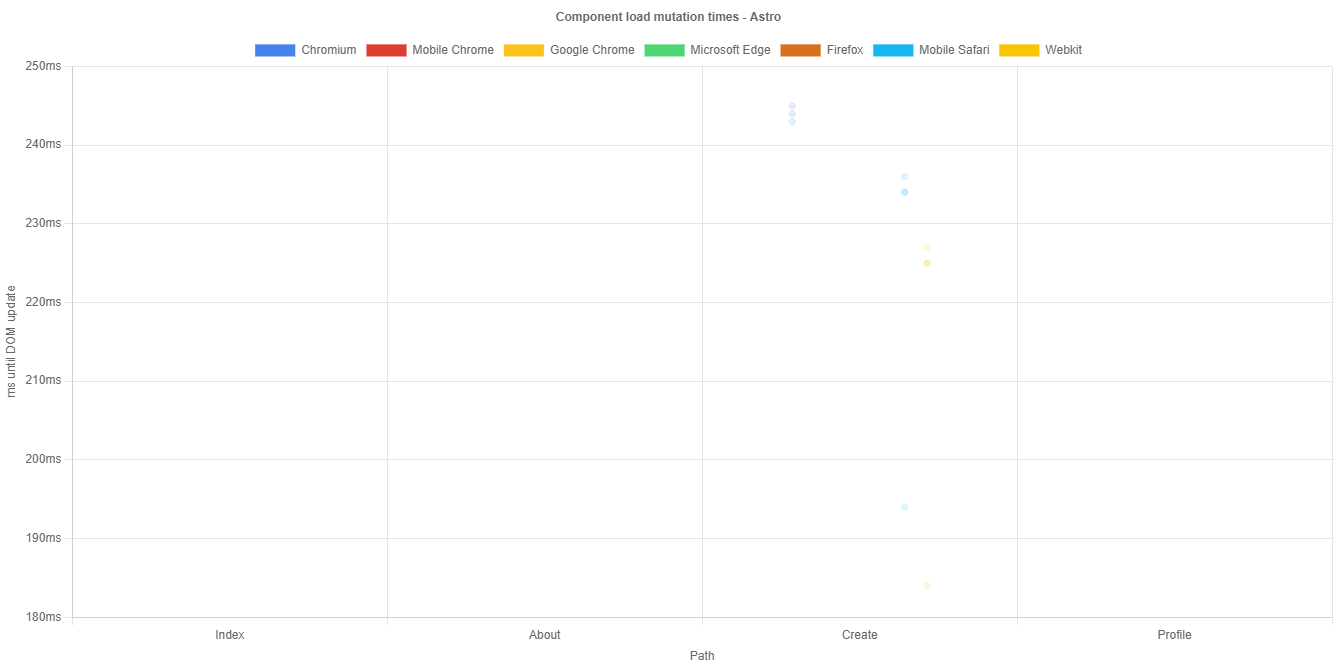 Component load mutation times - Astro
Chromium Mobile Chrome Google Chrome Microsoft Edge Firefox Mobile Safari Webkit
250ms
240ms
230ms
220ms
210ms
200ms
190ms
180ms
ms until DOM update
Index About Create Profile
Path